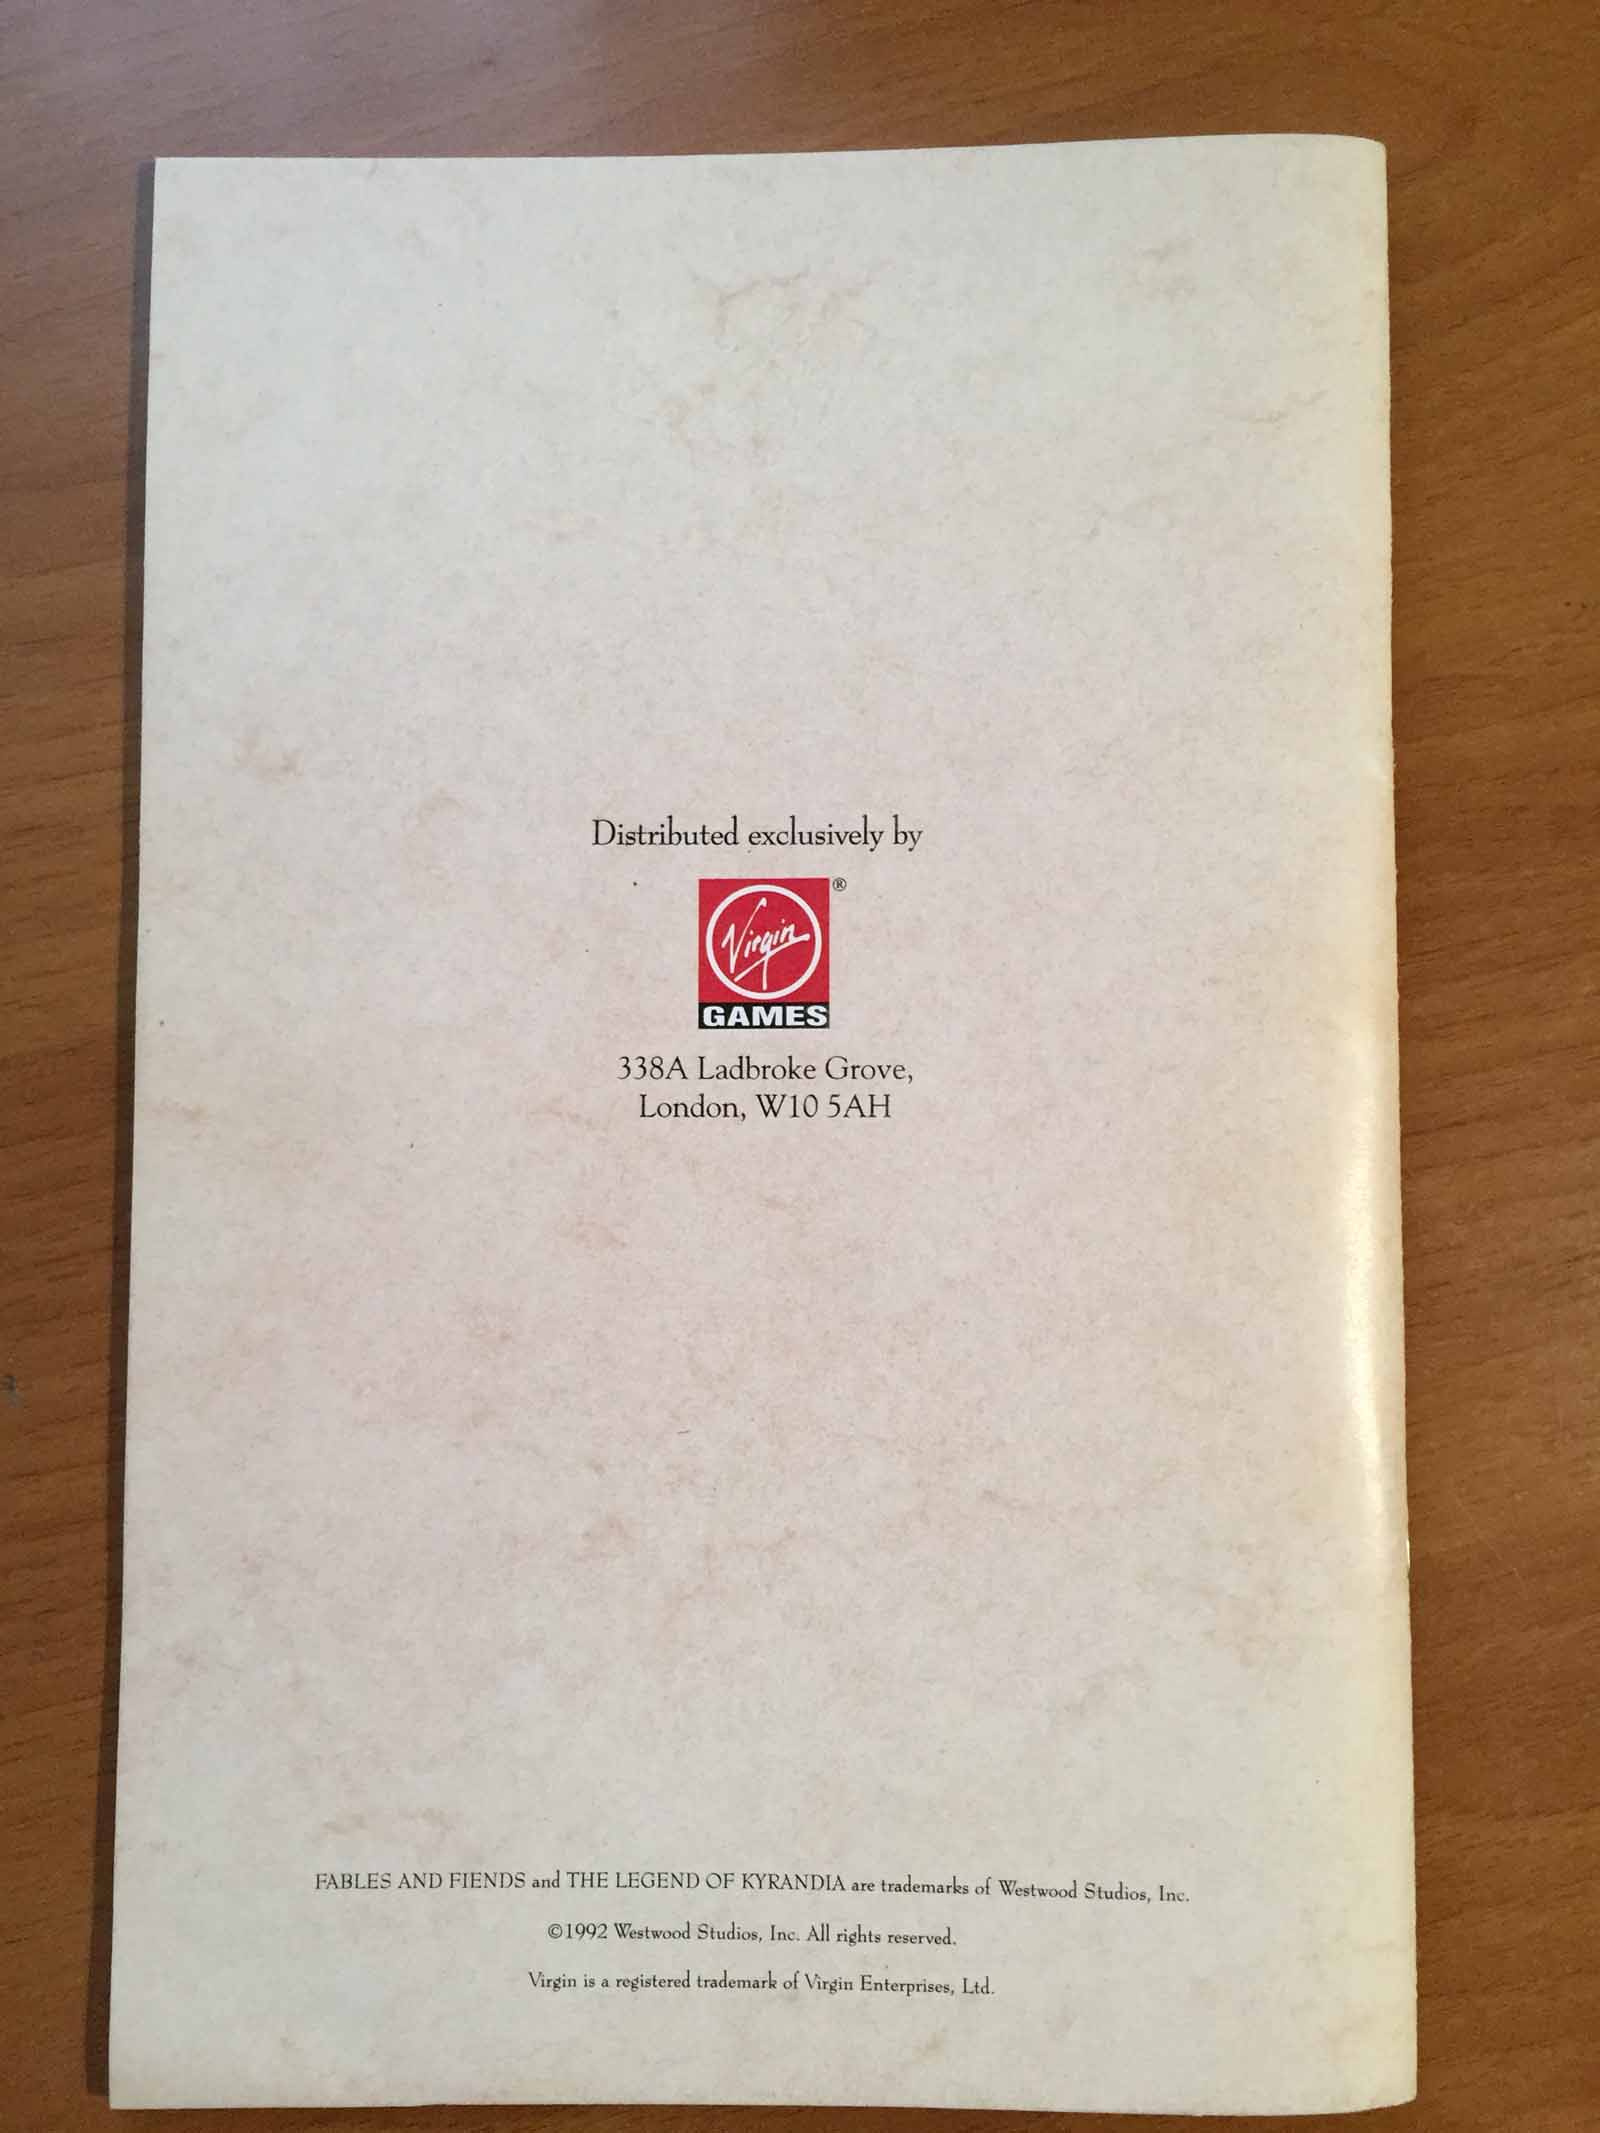 Distributed exclusively by
Virgin ®
GAMES
338A Ladbroke Grove,
London, W10 5AH
FABLES AND FIENDS and THE LEGEND OF KYRANDIA are trademarks of Westwood Studios, Inc.
©1992 Westwood Studios, Inc. All rights reserved.
Virgin is a registered trademark of Virgin Enterprises, Ltd.